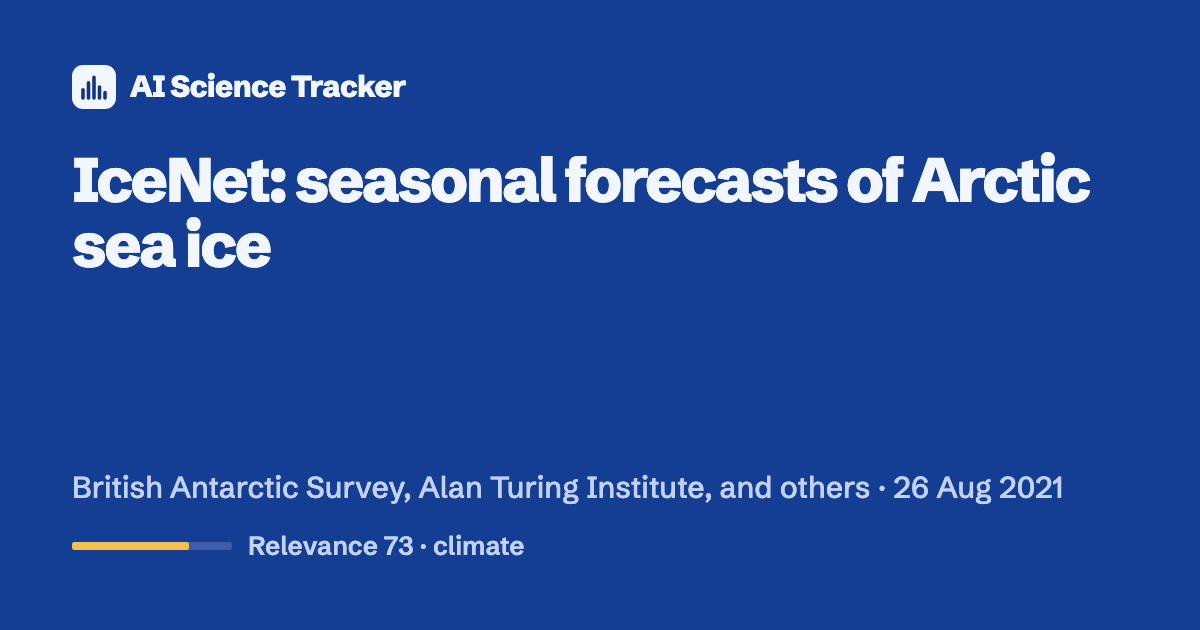 AI Science Tracker
IceNet: seasonal forecasts of Arctic
sea ice
British Antarctic Survey, Alan Turing Institute, and others · 26 Aug 2021
Relevance 73 · climate